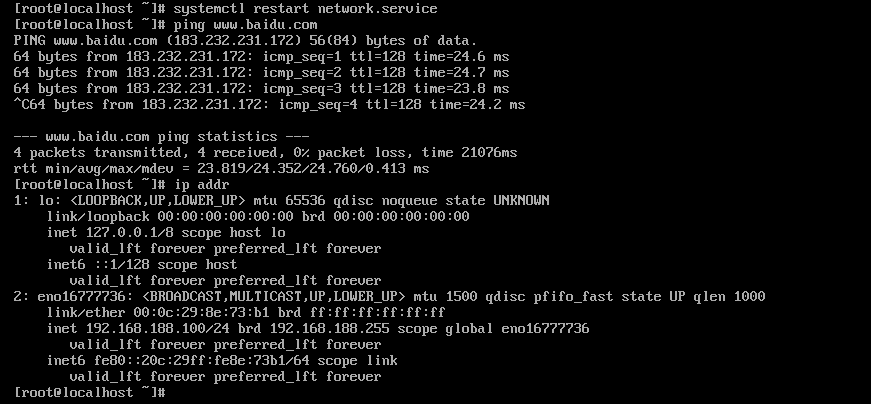 [root@localhost ~]# systemctl restart network.service
[root@localhost ~]# ping www.baidu.com
PING www.baidu.com (183.232.231.172) 56(84) bytes of data.
64 bytes from 183.232.231.172: icmp_seq=1 ttl=128 time=24.6 ms
64 bytes from 183.232.231.172: icmp_seq=2 ttl=128 time=24.7 ms
64 bytes from 183.232.231.172: icmp_seq=3 ttl=128 time=23.8 ms
^C64 bytes from 183.232.231.172: icmp_seq=4 ttl=128 time=24.2 ms

--- www.baidu.com ping statistics ---
4 packets transmitted, 4 received, 0% packet loss, time 21076ms
rtt min/avg/max/mdev = 23.819/24.352/24.760/0.413 ms
[root@localhost ~]# ip addr
1: lo: <LOOPBACK,UP,LOWER_UP> mtu 65536 qdisc noqueue state UNKNOWN
    link/loopback 00:00:00:00:00:00 brd 00:00:00:00:00:00
    inet 127.0.0.1/8 scope host lo
       valid_lft forever preferred_lft forever
    inet6 ::1/128 scope host
       valid_lft forever preferred_lft forever
2: eno16777736: <BROADCAST,MULTICAST,UP,LOWER_UP> mtu 1500 qdisc pfifo_fast state UP qlen 1000
    link/ether 00:0c:29:8e:73:b1 brd ff:ff:ff:ff:ff:ff
    inet 192.168.188.100/24 brd 192.168.188.255 scope global eno16777736
       valid_lft forever preferred_lft forever
    inet6 fe80::20c:29ff:fe8e:73b1/64 scope link
       valid_lft forever preferred_lft forever
[root@localhost ~]#